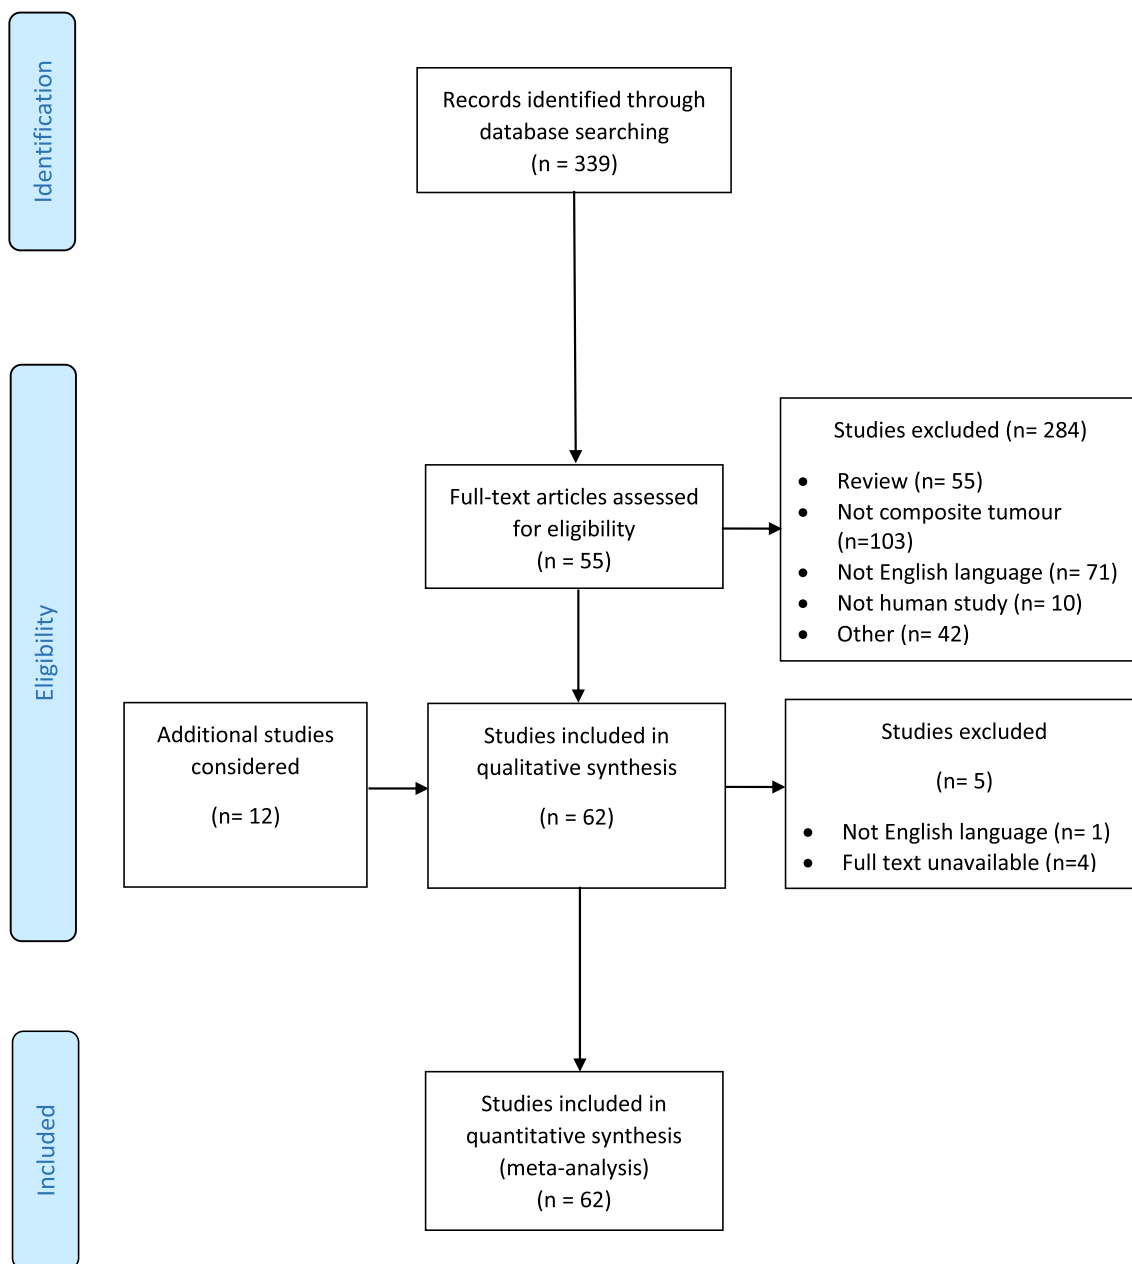 Identification
Records identified through
database searching
(n = 339)
Eligibility
Full-text articles assessed
for eligibility
(n = 55)
Studies excluded (n= 284)
• Review (n= 55)
• Not composite tumour
(n=103)
• Not English language (n= 71)
• Not human study (n= 10)
• Other (n= 42)
Additional studies
considered
(n= 12)
Studies included in
qualitative synthesis
(n = 62)
Studies excluded
(n= 5)
• Not English language (n= 1)
• Full text unavailable (n=4)
Included
Studies included in
quantitative synthesis
(meta-analysis)
(n = 62)